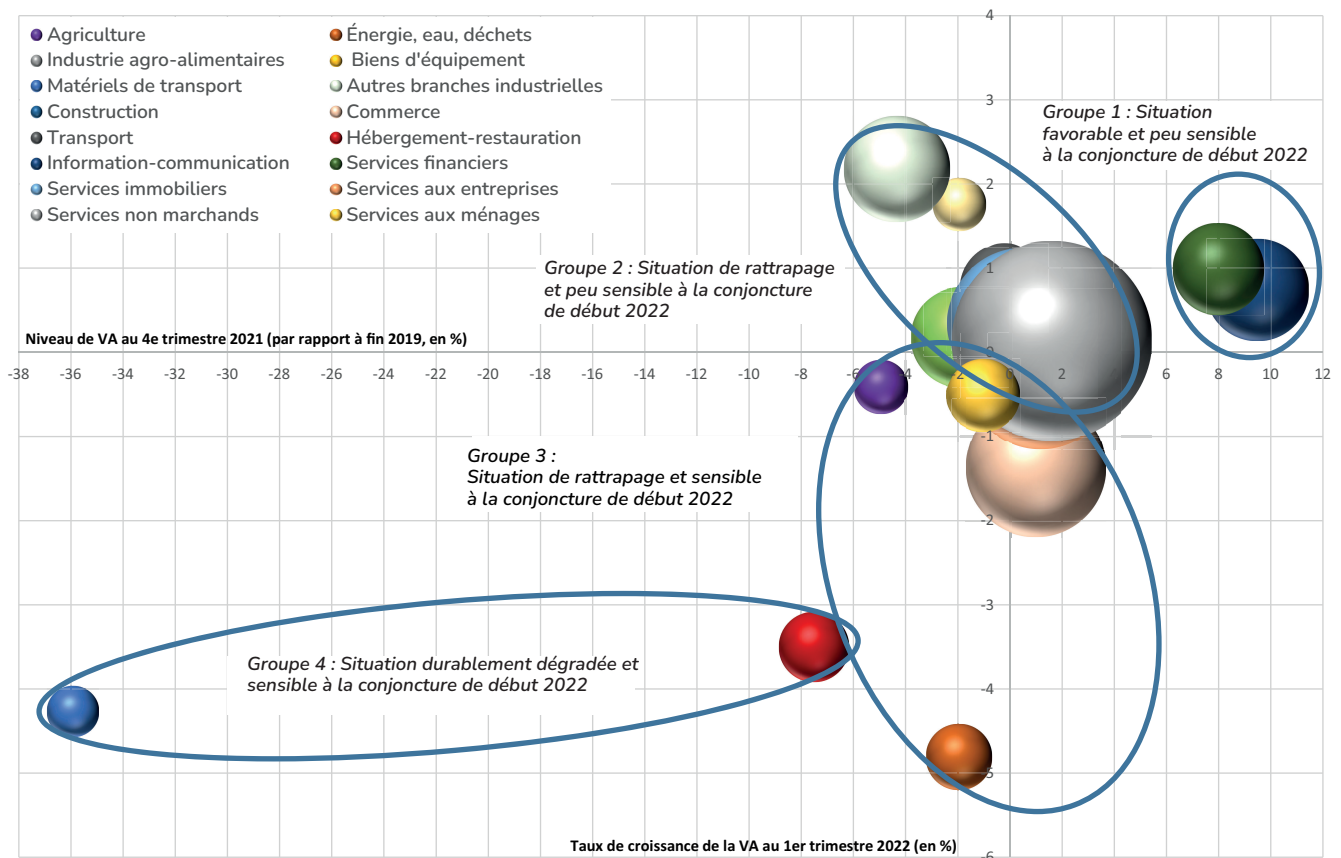 Agriculture
Énergie, eau, déchets
Industrie agro-alimentaires
Biens d'équipement
Matériels de transport
Autres branches industrielles
Construction
Commerce
Transport
Hébergement-restauration
Information-communication
Services financiers
Services immobiliers
Services aux entreprises
Services non marchands
Services aux ménages
4
3
Groupe 1 : Situation
favorable et peu sensible
à la conjoncture de début 2022
2
Groupe 2 : Situation de rattrapage
et peu sensible à la conjoncture
de début 2022
1
Niveau de VA au 4e trimestre 2021 (par rapport à fin 2019, en %)
0
-38 -36 -34 -32 -30 -28 -26 -24 -22 -20 -18 -16 -14 -12 -10 -8 -6 -4 -2 0 2 4 6 8 10 12
-1
Groupe 3 :
Situation de rattrapage et sensible
à la conjoncture de début 2022
-2
-3
Groupe 4 : Situation durablement dégradée et
sensible à la conjoncture de début 2022
-4
-5
Taux de croissance de la VA au 1er trimestre 2022 (en %)
-6